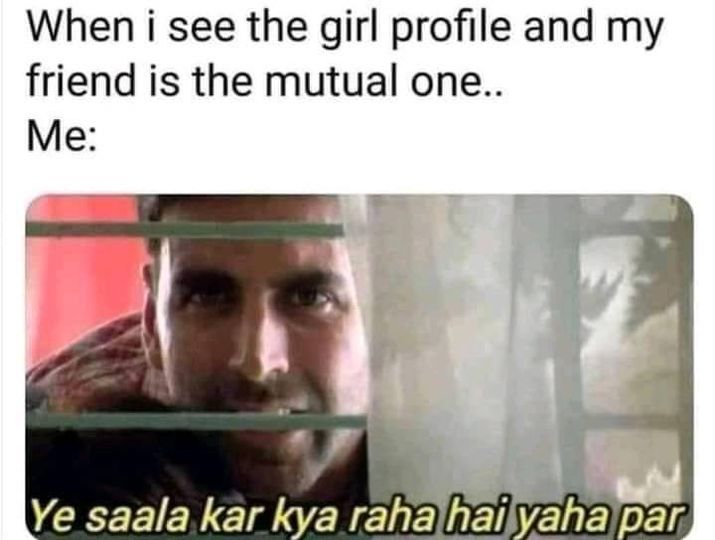 When i see the girl profile and my
friend is the mutual one..
Me:
Ye saala kar kya raha hai yaha par